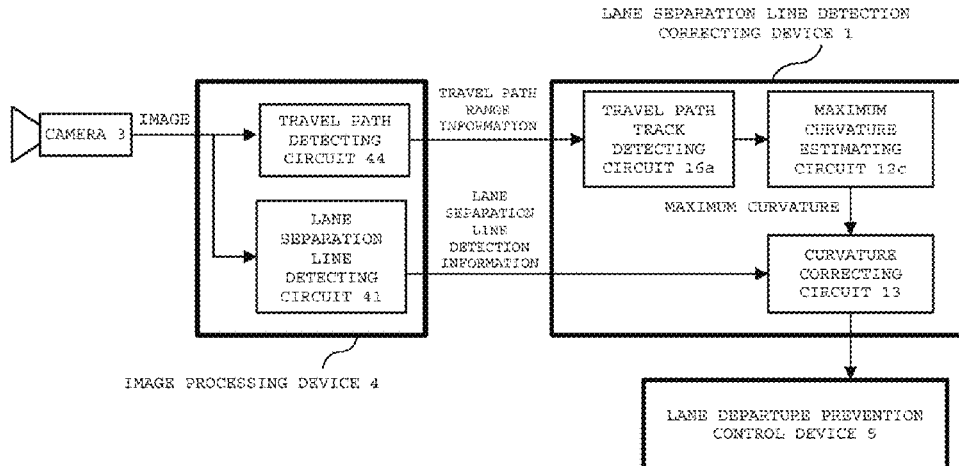 LANE SEPARATION LINE DETECTION
CORRECTING DEVICE 1
CAMERA 3
IMAGE
TRAVEL PATH
DETECTING
CIRCUIT 44
TRAVEL PATH
RANGE
INFORMATION
TRAVEL PATH
TRACK
DETECTING
CIRCUIT 16a
MAXIMUM
CURVATURE
ESTIMATING
CIRCUIT 12c
MAXIMUM CURVATURE
LANE
SEPARATION
LINE
DETECTING
CIRCUIT 41
LANE
SEPARATION
LINE
DETECTION
INFORMATION
CURVATURE
CORRECTING
CIRCUIT 13
IMAGE PROCESSING DEVICE 4
LANE DEPARTURE PREVENTION
CONTROL DEVICE 5